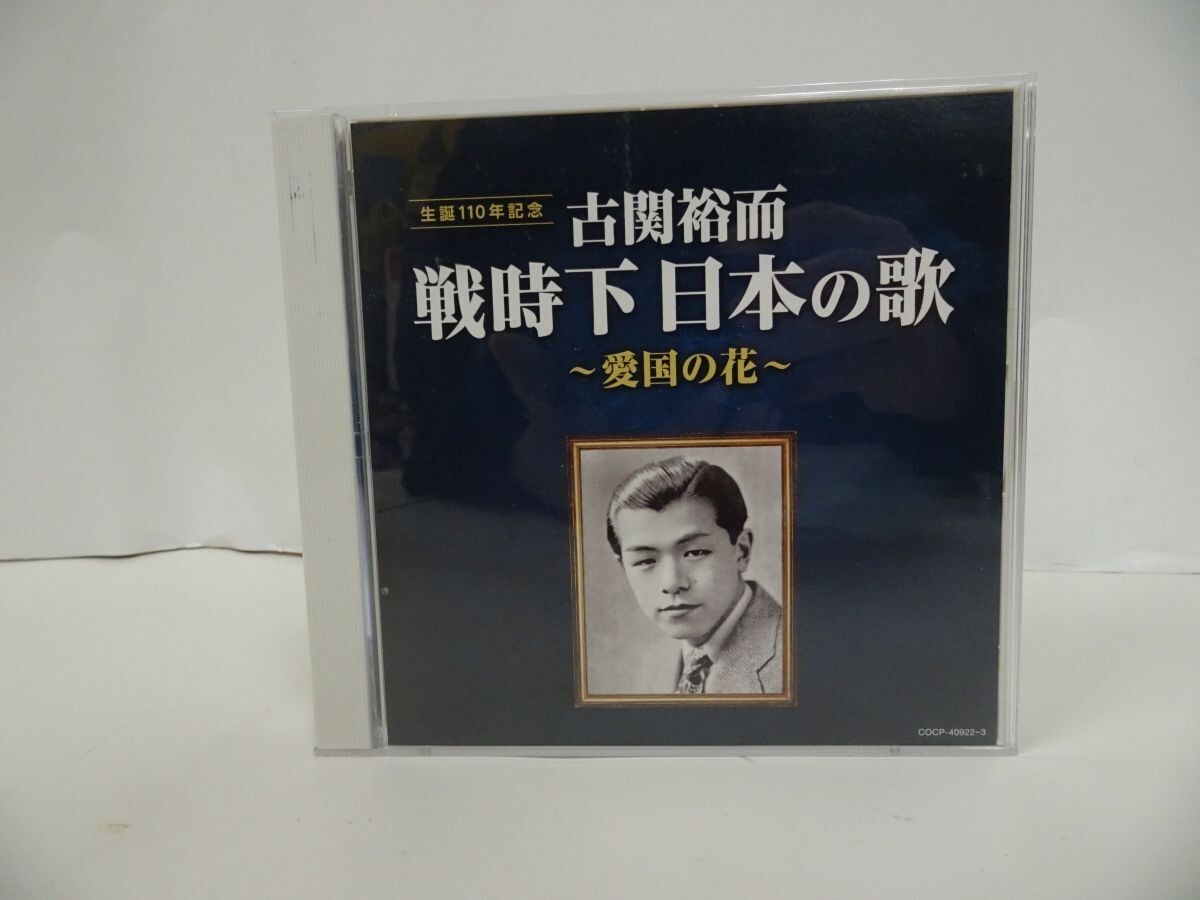 生誕110年記念
古関裕而
戦時下日本の歌
~愛国の花~
COCP-40922~3